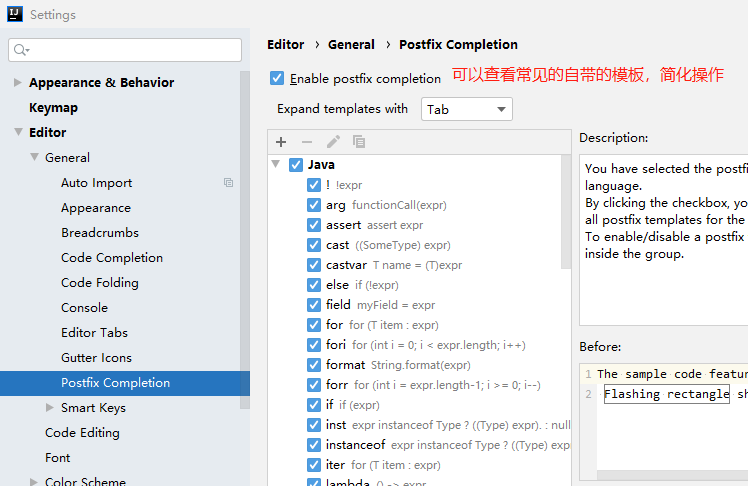 Settings
Editor › General › Postfix Completion
Enable postfix completion 可以查看常见的自带的模板，简化操作
Expand templates with Tab
Appearance & Behavior
Keymap
Editor
General
Auto Import
Appearance
Breadcrumbs
Code Completion
Code Folding
Console
Editor Tabs
Gutter Icons
Postfix Completion
Smart Keys
Code Editing
Font
Color Scheme
Java
! !expr
arg functionCall(expr)
assert assert expr
cast ((SomeType) expr)
castvar T name = (T)expr
else if (!expr)
field myField = expr
for for (T item : expr)
fori for (int i = 0; i < expr.length; i++)
format String.format(expr)
forr for (int i = expr.length-1; i >= 0; i--)
if if (expr)
inst expr instanceof Type ? ((Type) expr). : null
instanceof expr instanceof Type ? ((Type) expr
iter for (T item : expr)
lambda () -> expr
Description:
You have selected the postfi
language.
By clicking the checkbox, yo
all postfix templates for the
To enable/disable a postfix
inside the group.
Before:
1 The sample code featur
2 Flashing rectangle sh